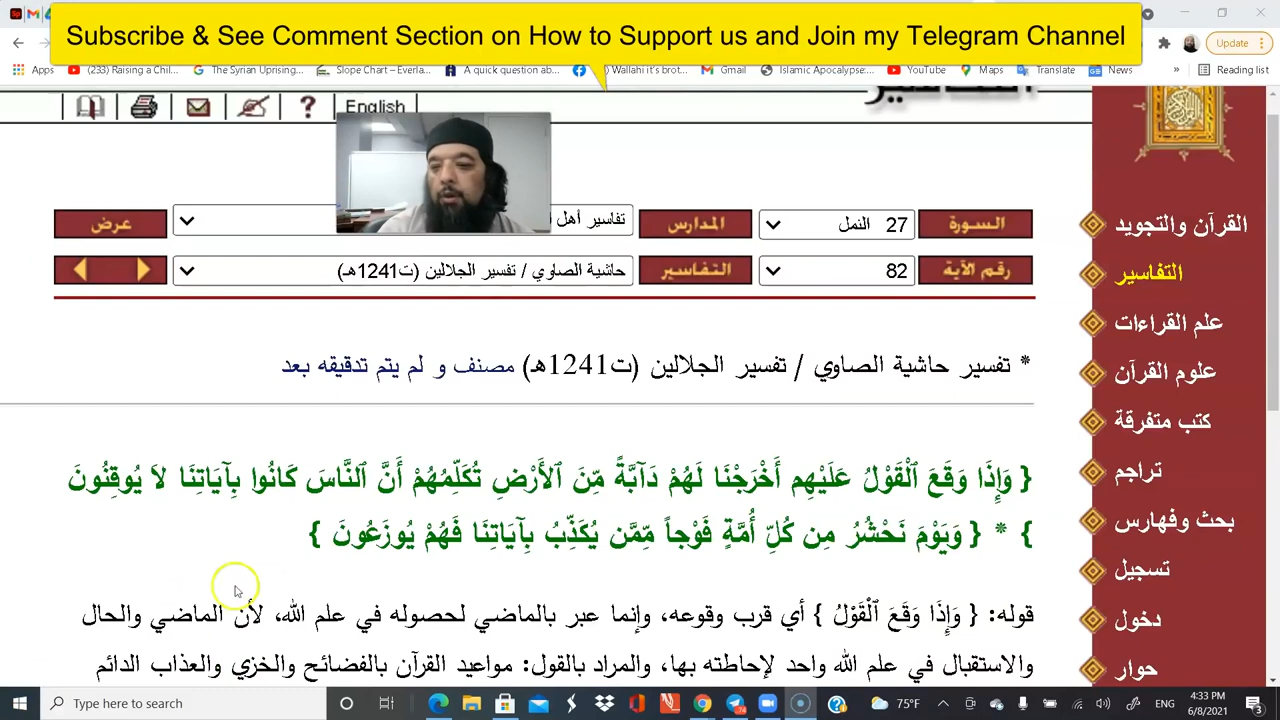 Subscribe & See Comment Section on How to Support us and Join my Telegram Channel
Update
Apps
(233) Raising a Chil...
The Syrian Uprising...
Slope Chart – Everla...
A quick question ab...
(2) Wallahi it's brot...
Gmail
Islamic Apocalypse:...
YouTube
Maps
Translate
News
»
Reading list
English
التفاسير
السورة
27 النمل
المدارس
تفاسير أهل ا
عرض
رقم الآية
82
التفاسير
حاشية الصاوي / تفسير الجلالين (ت1241هـ)
* تفسير حاشية الصاوي / تفسير الجلالين (ت1241هـ) مصنف و لم يتم تدقيقه بعد
{ وَإِذَا وَقَعَ ٱلْقَوْلُ عَلَيْهِم أَخْرَجْنَا لَهُمْ دَآبَّةً مِّنَ ٱلأَرْضِ تُكَلِّمُهُمْ أَنَّ ٱلنَّاسَ كَانُوا بِآيَاتِنَا لاَ يُوقِنُونَ
} * { وَيَوْمَ نَحْشُرُ مِن كُلِّ أُمَّةٍ فَوْجاً مِّمَّن يُكَذِّبُ بِآيَاتِنَا فَهُمْ يُوزَعُونَ }
قوله: { وَإِذَا وَقَعَ ٱلْقَوْلُ } أي قرب وقوعه، وإنما عبر بالماضي لحصوله في علم الله، لأن الماضي والحال
والاستقبال في علم الله واحد لإحاطته بها، والمراد بالقول: مواعيد القرآن بالفضائح والخزي والعذاب الدائم
القرآن والتجويد
التفاسير
علم القراءات
علوم القرآن
كتب متفرقة
تراجم
بحث وفهارس
تسجيل
دخول
حوار
Type here to search
75°F
ENG
4:33 PM
6/8/2021
3